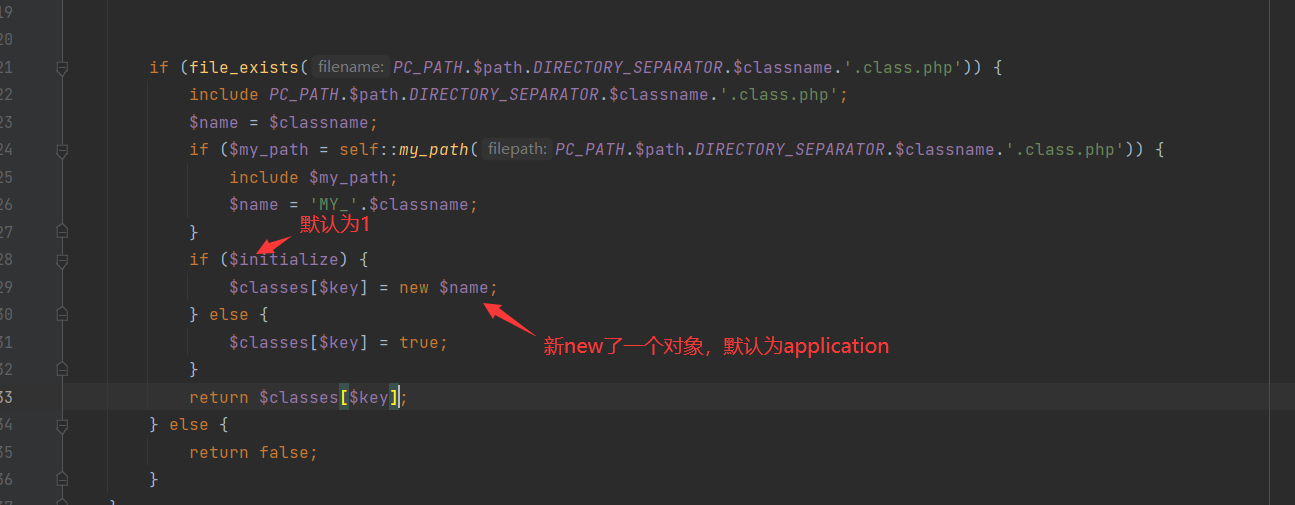 19
20
21 if (file_exists( filename: PC_PATH.$path.DIRECTORY_SEPARATOR.$classname.'.class.php')) {
22 include PC_PATH.$path.DIRECTORY_SEPARATOR.$classname.'.class.php';
23 $name = $classname;
24 if ($my_path = self::my_path( filepath: PC_PATH.$path.DIRECTORY_SEPARATOR.$classname.'.class.php')) {
25 include $my_path;
26 $name = 'MY_'.$classname;
默认为1
27 }
28 if ($initialize) {
29 $classes[$key] = new $name;
30 } else {
31 $classes[$key] = true;
新new了一个对象，默认为application
32 }
33 return $classes[$key];
34 } else {
35 return false;
36 }